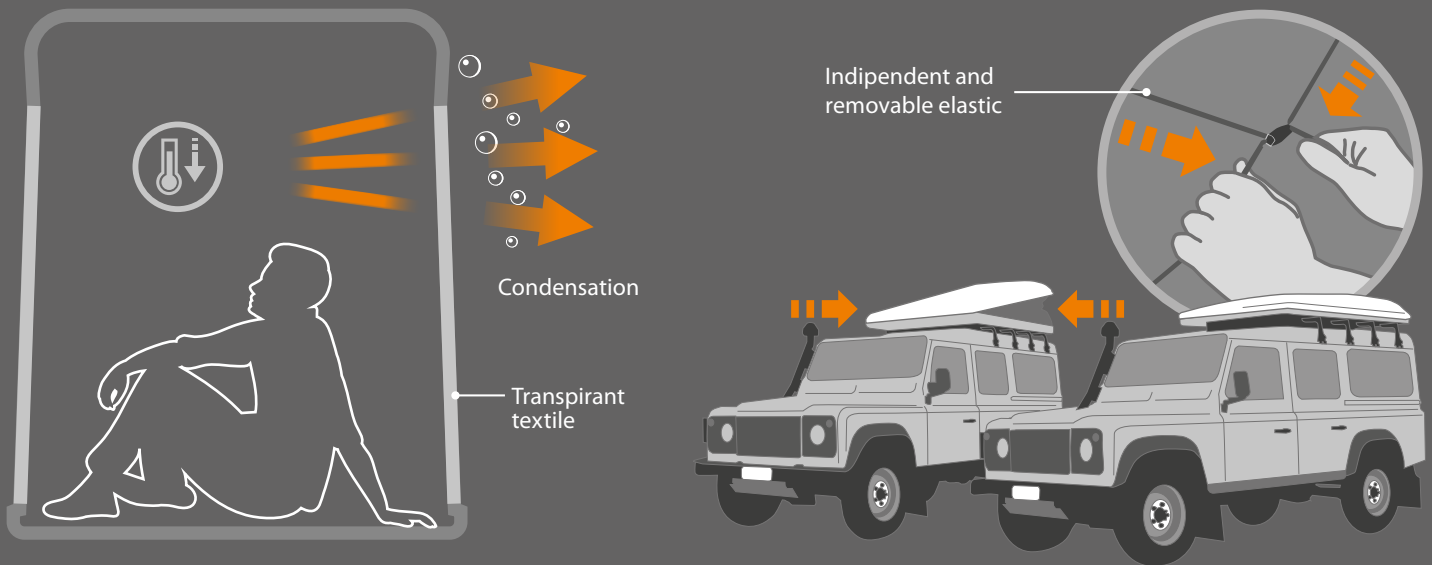 Condensation
Transpirant
textile
Indipendent and
removable elastic